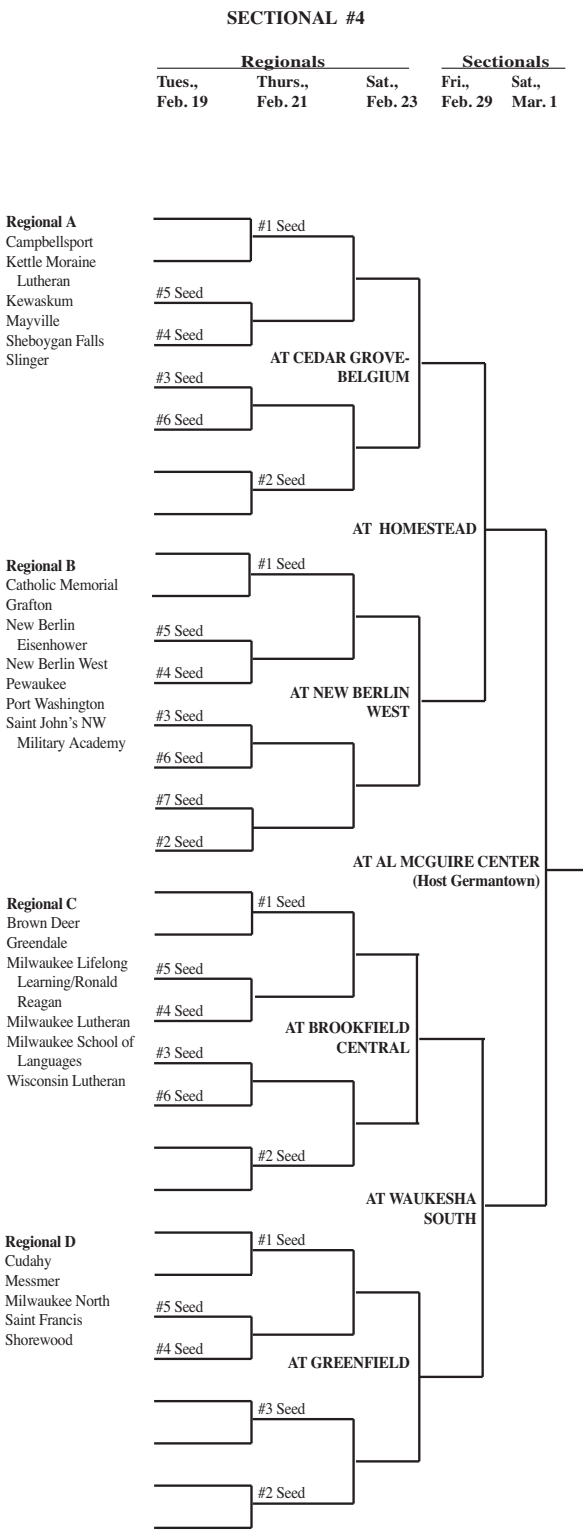 SECTIONAL #4
Regionals Sectionals
Tues., Thurs., Sat., Fri., Sat.,
Feb. 19 Feb. 21 Feb. 23 Feb. 29 Mar. 1
Regional A
Campbellsport
Kettle Moraine
Lutheran
Kewaskum
Mayville
Sheboygan Falls
Slinger
#1 Seed
#5 Seed
#4 Seed
AT CEDAR GROVE-
BELGIUM
#3 Seed
#6 Seed
#2 Seed
AT HOMESTEAD
Regional B
Catholic Memorial
Grafton
New Berlin
Eisenhower
New Berlin West
Pewaukee
Port Washington
Saint John's NW
Military Academy
#1 Seed
#5 Seed
#4 Seed
AT NEW BERLIN
WEST
#3 Seed
#6 Seed
#7 Seed
#2 Seed
AT AL MCGUIRE CENTER
(Host Germantown)
Regional C
Brown Deer
Greendale
Milwaukee Lifelong
Learning/Ronald
Reagan
Milwaukee Lutheran
Milwaukee School of
Languages
Wisconsin Lutheran
#1 Seed
#5 Seed
#4 Seed
AT BROOKFIELD
CENTRAL
#3 Seed
#6 Seed
#2 Seed
AT WAUKESHA
SOUTH
Regional D
Cudahy
Messmer
Milwaukee North
Saint Francis
Shorewood
#1 Seed
#5 Seed
#4 Seed
AT GREENFIELD
#3 Seed
#2 Seed